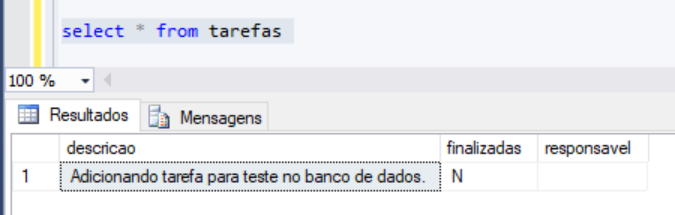 select * from tarefas
100 %
Resultados Mensagens
descricao finalizadas responsavel
1 Adicionando tarefa para teste no banco de dados. N